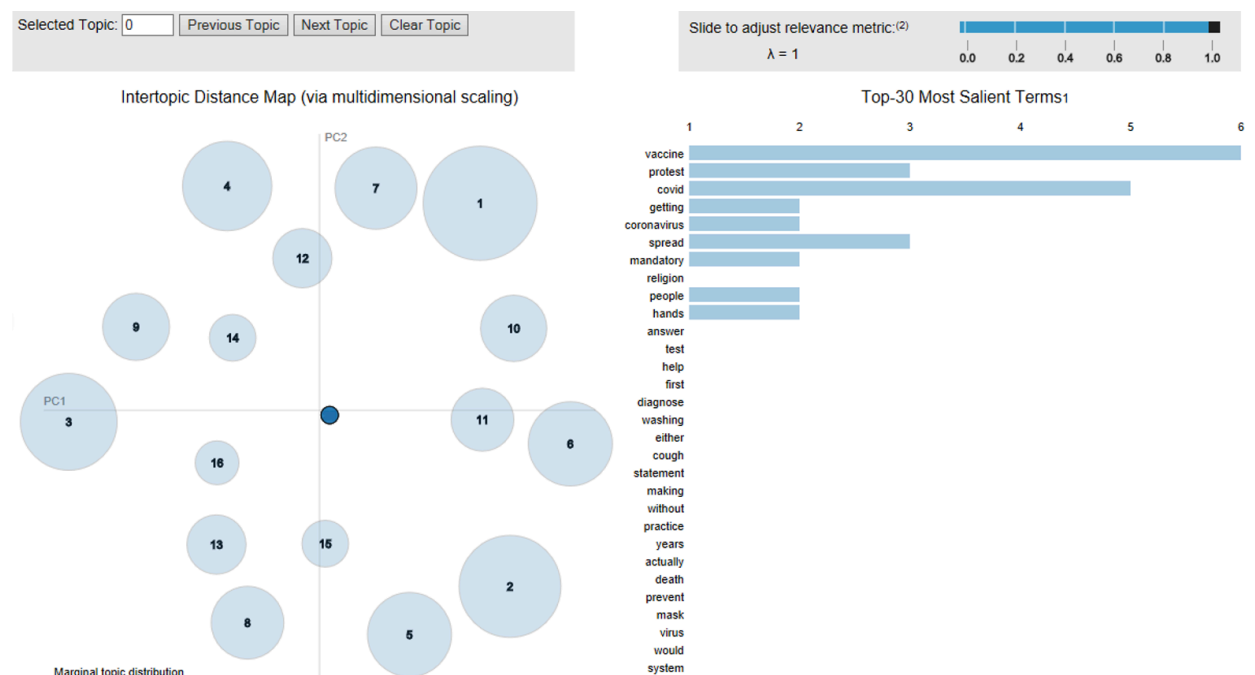 Selected Topic: 0 Previous Topic Next Topic Clear Topic
Slide to adjust relevance metric:(2)
λ = 1
0.0 0.2 0.4 0.6 0.8 1.0
Intertopic Distance Map (via multidimensional scaling)
PC2
4
7
1
12
9
14
10
PC1
3
11
6
16
13
15
2
8
5
Marginal topic distribution
Top-30 Most Salient Terms1
1 2 3 4 5 6
vaccine
protest
covid
getting
coronavirus
spread
mandatory
religion
people
hands
answer
test
help
first
diagnose
washing
either
cough
statement
making
without
practice
years
actually
death
prevent
mask
virus
would
system